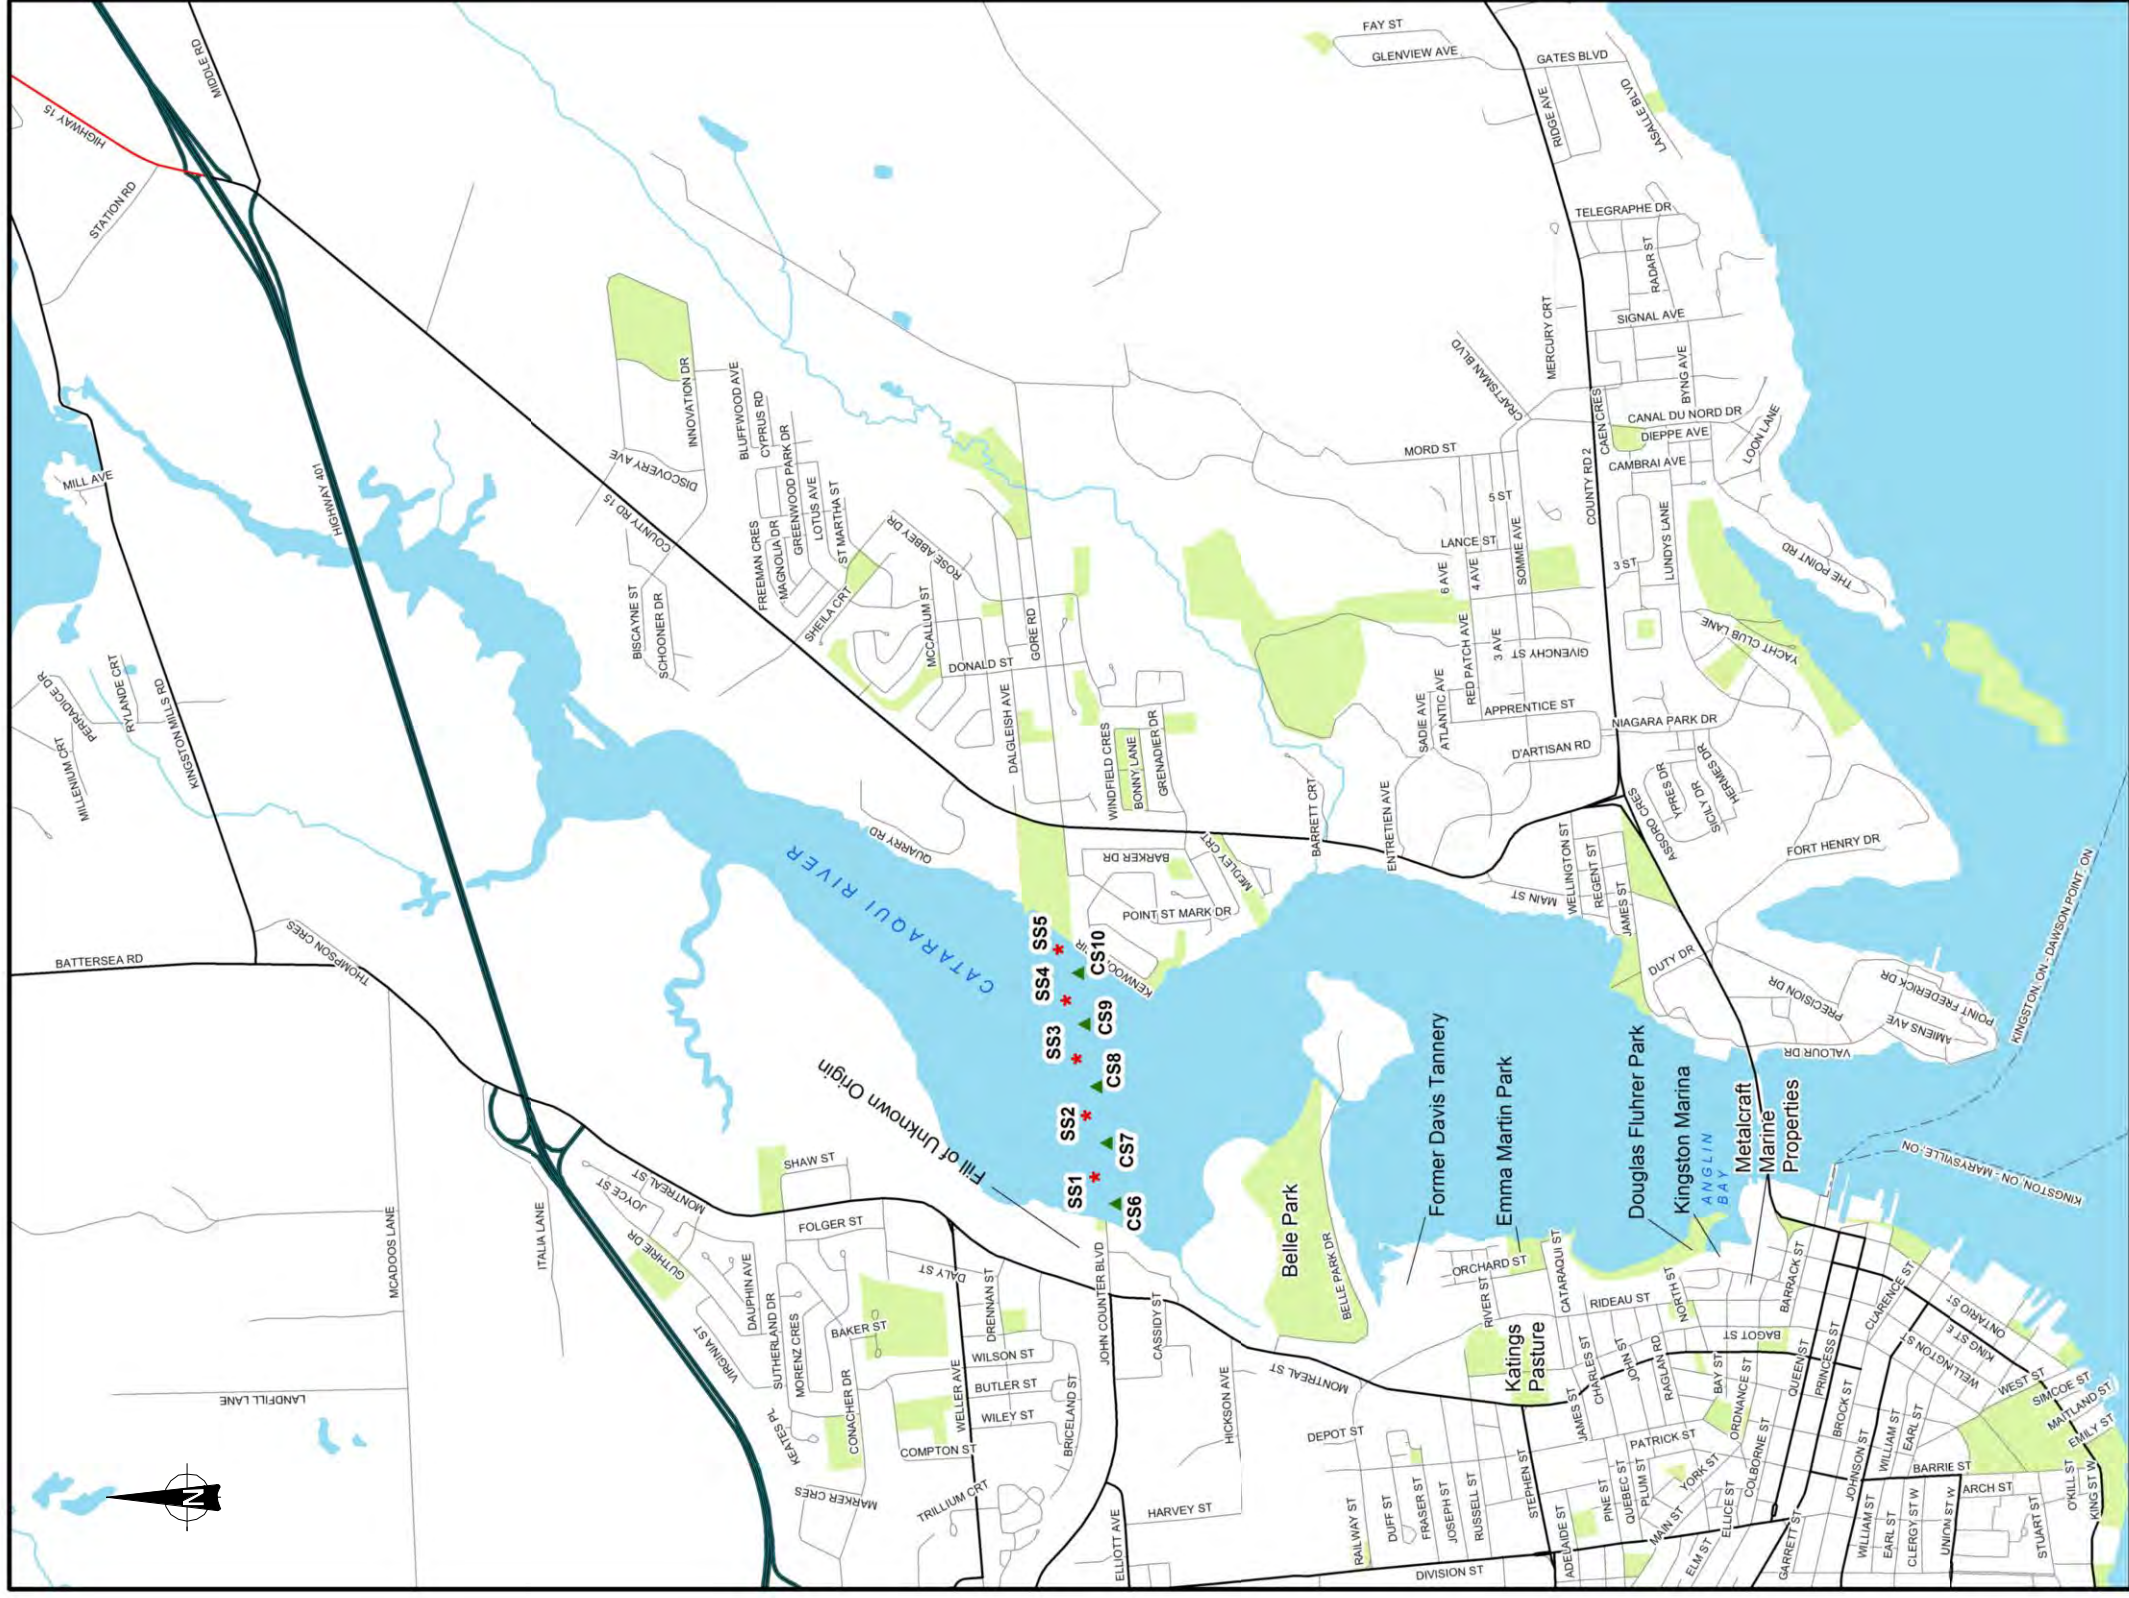 HIGHWAY 15
MIDDLE RD
STATION RD
FAY ST
GLENVIEW AVE
GATES BLVD
RIDGE AVE
LASALLE BLVD
TELEGRAPHE DR
RADAR ST
SIGNAL AVE
MERCURY CRT
CRAFTSMAN BLVD
BYNG AVE
CAEN CRES
CANAL DU NORD DR
DIEPPE AVE
LOON LANE
CAMBRAI AVE
COUNTY RD 2
MORD ST
5 ST
LANCE ST
SOMME AVE
6 AVE
4 AVE
3 ST
LUNDYS LANE
THE POINT RD
YACHT CLUB LANE
RED PATCH AVE
3 AVE
GIVENCHY ST
SADIE AVE
ATLANTIC AVE
APPRENTICE ST
D'ARTISAN RD
NIAGARA PARK DR
HERMES DR
SICILY DR
YPRES DR
ASSORO CRES
FORT HENRY DR
MILL AVE
HIGHWAY 401
INNOVATION DR
DISCOVERY AVE
COUNTY RD 15
BLUFFWOOD AVE
CYPRUS RD
GREENWOOD PARK DR
LOTUS AVE
ST MARTHA ST
FREEMAN CRES
MAGNOLIA DR
SHEILA CRT
ROSE ABBEY DR
BISCAYNE ST
SCHOONER DR
MCCALLUM ST
DONALD ST
GORE RD
DALGLEISH AVE
WINDFIELD CRES
BONNY LANE
GRENADIER DR
PERRADICE DR
RYLANDE CRT
MILLENIUM CRT
KINGSTON MILLS RD
QUARRY RD
CATARAQUI RIVER
BARKER DR
MEDLEY CRT
POINT ST MARK DR
BARRETT CRT
ENTRETIEN AVE
MAIN ST
WELLINGTON ST
REGENT ST
JAMES ST
DUTY DR
PRECISION DR
POINT FREDERICK DR
AMIENS AVE
VALOUR DR
KINGSTON, ON - DAWSON POINT, ON
KINGSTON, ON - MARYSVILLE, ON
BATTERSEA RD
THOMPSON CRES
MCADOOS LANE
ITALIA LANE
LANDFILL LANE
SS5
SS4
SS3
SS2
SS1
CS10
CS9
CS8
CS7
CS6
Fill of Unknown Origin
SHAW ST
MONTREAL ST
JOYCE ST
GUTHRIE DR
FOLGER ST
DAUPHIN AVE
VIRGINIA ST
SUTHERLAND DR
MORENZ CRES
BAKER ST
DALY ST
DRENNAN ST
WILSON ST
BUTLER ST
WILEY ST
WELLER AVE
COMPTON ST
CONACHER DR
KEATES PL
MARKER CRES
TRILLIUM CRT
BRICELAND ST
JOHN COUNTER BLVD
CASSIDY ST
HICKSON AVE
HARVEY ST
ELLIOTT AVE
MONTREAL ST
Belle Park
BELLE PARK DR
Former Davis Tannery
Emma Martin Park
Douglas Fluhrer Park
Kingston Marina
ANGLIN
BAY
Metalcraft
Marine
Properties
Katings
Pasture
ORCHARD ST
RIVER ST
CATARAQUI ST
RIDEAU ST
NORTH ST
BAGOT ST
BARRACK ST
CHARLES ST
JOHN ST
RAGLAN RD
BAY ST
ORDNANCE ST
QUEEN ST
PRINCESS ST
BROCK ST
CLARENCE ST
ONTARIO ST
KING ST E
WELLINGTON ST
WEST ST
SIMCOE ST
MAITLAND ST
EMILY ST
DEPOT ST
RAILWAY ST
DUFF ST
FRASER ST
JOSEPH ST
RUSSELL ST
STEPHEN ST
JAMES ST
PATRICK ST
PINE ST
QUEBEC ST
PLUM ST
YORK ST
COLBORNE ST
ELLICE ST
MAIN ST
ELM ST
ADELAIDE ST
DIVISION ST
GARRETT ST
JOHNSON ST
WILLIAM ST
EARL ST
BARRIE ST
ARCH ST
WILLIAM ST
EARL ST
CLERGY ST W
UNION ST W
STUART ST
O'KILL ST
KING ST W
N